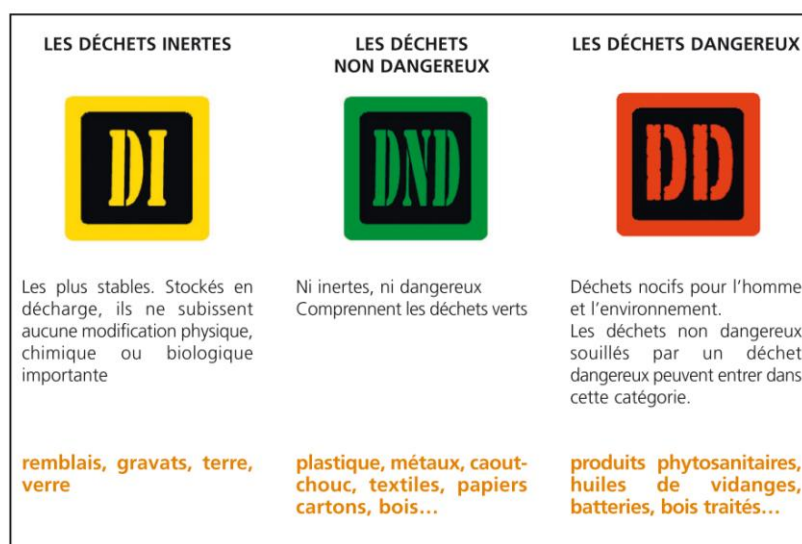 LES DÉCHETS INERTES
DI
Les plus stables. Stockés en
décharge, ils ne subissent
aucune modification physique,
chimique ou biologique
importante
remblais, gravats, terre,
verre
LES DÉCHETS
NON DANGEREUX
DND
Ni inertes, ni dangereux
Comprennent les déchets verts
plastique, métaux, caout-
chouc, textiles, papiers
cartons, bois...
LES DÉCHETS DANGEREUX
DD
Déchets nocifs pour l'homme
et l'environnement.
Les déchets non dangereux
souillés par un déchet
dangereux peuvent entrer dans
cette catégorie.
produits phytosanitaires,
huiles de vidanges,
batteries, bois traités...